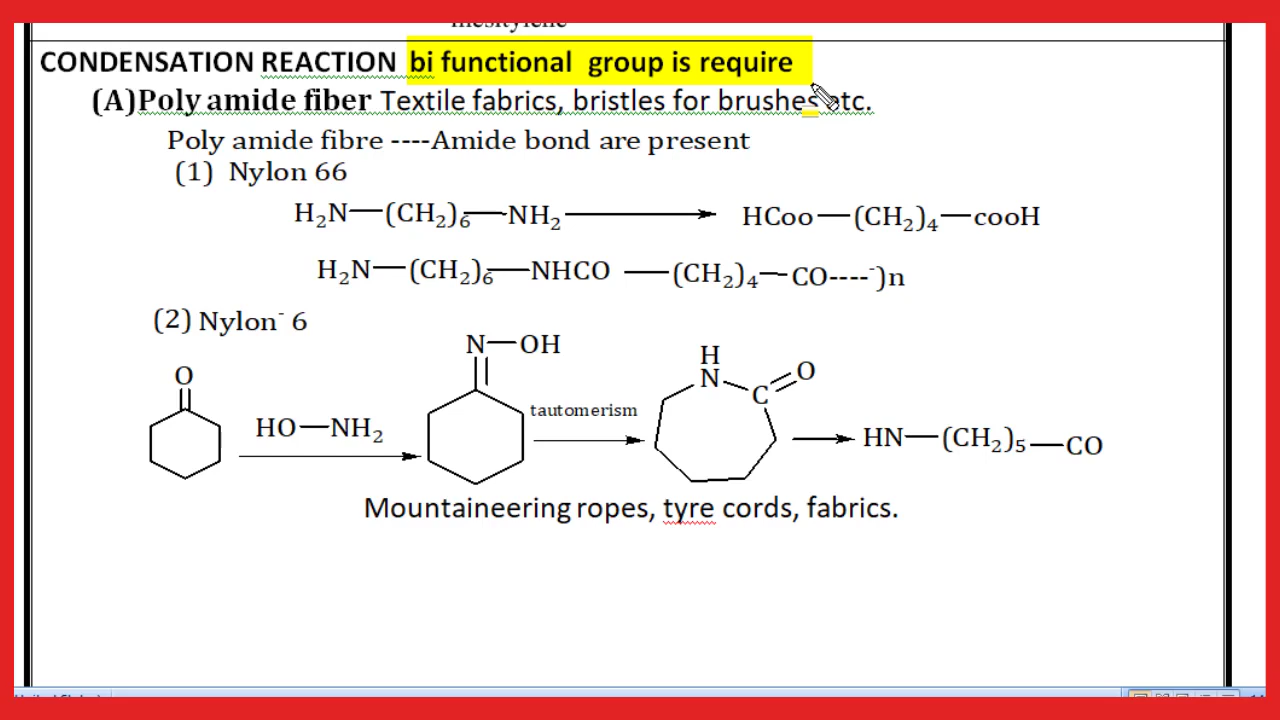 mesitylene
CONDENSATION REACTION bi functional group is require
(A)Poly amide fiber Textile fabrics, bristles for brushes etc.
Poly amide fibre ----Amide bond are present
(1) Nylon 66
H₂N—(CH₂)₆—NH₂ → HCoo—(CH₂)₄—cooH
H₂N—(CH₂)₆—NHCO —(CH₂)₄—CO----⁻)n
(2) Nylon⁻ 6
N—OH
H
N
O
C
O
tautomerism
HO—NH₂
HN—(CH₂)₅—CO
Mountaineering ropes, tyre cords, fabrics.